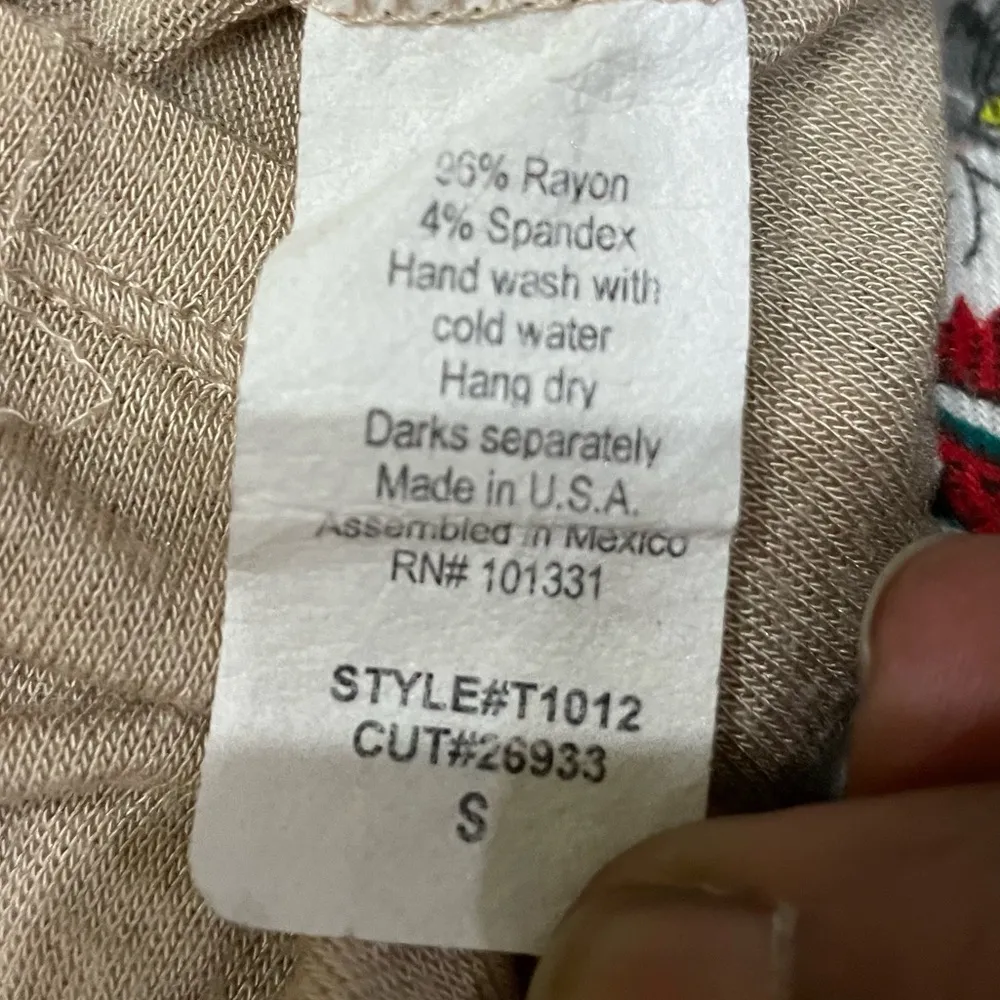 96% Rayon
4% Spandex
Hand wash with
cold water
Hang dry
Darks separately
Made in U.S.A.
Assembled in Mexico
RN# 101331
STYLE#T1012
CUT#26933
S